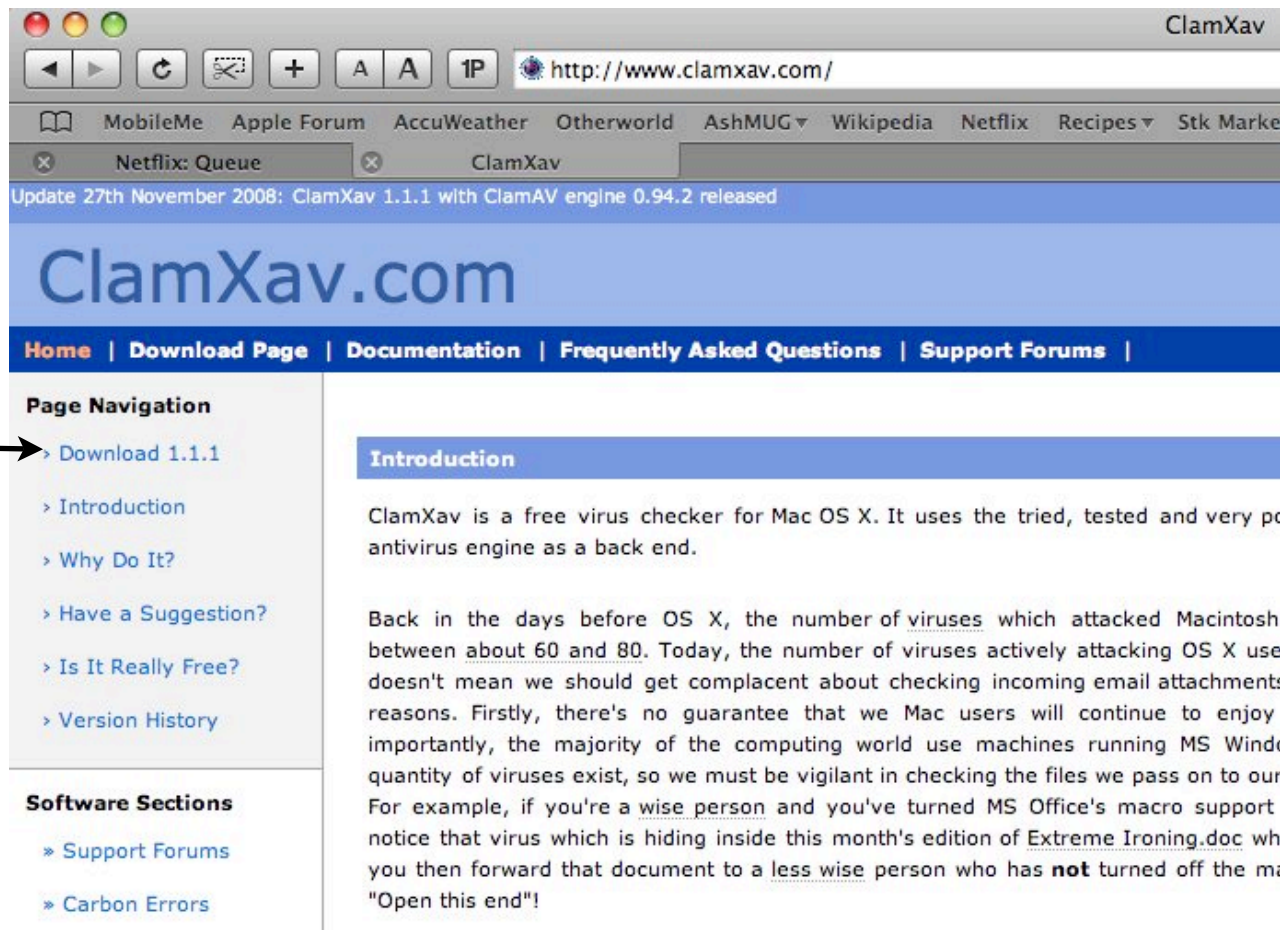 ClamXav
A A 1P http://www.clamxav.com/
MobileMe Apple Forum AccuWeather Otherworld AshMUG Wikipedia Netflix Recipes Stk Marke
Netflix: Queue ClamXav
Update 27th November 2008: ClamXav 1.1.1 with ClamAV engine 0.94.2 released
ClamXav.com
Home | Download Page | Documentation | Frequently Asked Questions | Support Forums |
Page Navigation
› Download 1.1.1
› Introduction
› Why Do It?
› Have a Suggestion?
› Is It Really Free?
› Version History
Software Sections
» Support Forums
» Carbon Errors
Introduction
ClamXav is a free virus checker for Mac OS X. It uses the tried, tested and very po
antivirus engine as a back end.
Back in the days before OS X, the number of viruses which attacked Macintosh
between about 60 and 80. Today, the number of viruses actively attacking OS X use
doesn't mean we should get complacent about checking incoming email attachments
reasons. Firstly, there's no guarantee that we Mac users will continue to enjoy
importantly, the majority of the computing world use machines running MS Windo
quantity of viruses exist, so we must be vigilant in checking the files we pass on to our
For example, if you're a wise person and you've turned MS Office's macro support
notice that virus which is hiding inside this month's edition of Extreme Ironing.doc wh
you then forward that document to a less wise person who has not turned off the ma
"Open this end"!